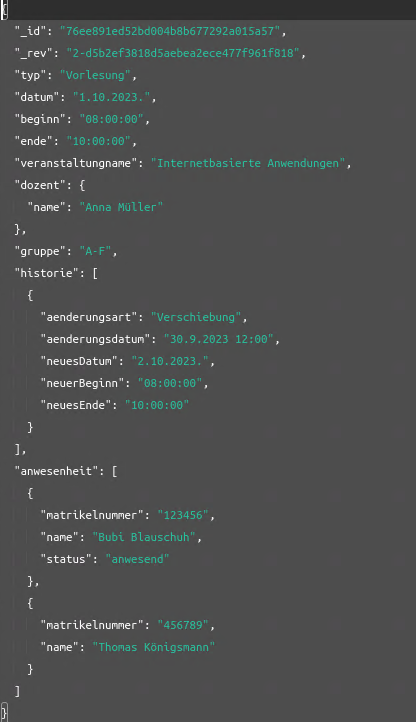 {
  "_id": "76ee891ed52bd004b8b677292a015a57",
  "_rev": "2-d5b2ef3818d5aebea2ece477f961f818",
  "typ": "Vorlesung",
  "datum": "1.10.2023.",
  "beginn": "08:00:00",
  "ende": "10:00:00",
  "veranstaltungname": "Internetbasierte Anwendungen",
  "dozent": {
    "name": "Anna Müller"
  },
  "gruppe": "A-F",
  "historie": [
    {
      "aenderungsart": "Verschiebung",
      "aenderungsdatum": "30.9.2023 12:00",
      "neuesDatum": "2.10.2023.",
      "neuerBeginn": "08:00:00",
      "neuesEnde": "10:00:00"
    }
  ],
  "anwesenheit": [
    {
      "matrikelnummer": "123456",
      "name": "Bubi Blauschuh",
      "status": "anwesend"
    },
    {
      "matrikelnummer": "456789",
      "name": "Thomas Königsmann"
    }
  ]
}